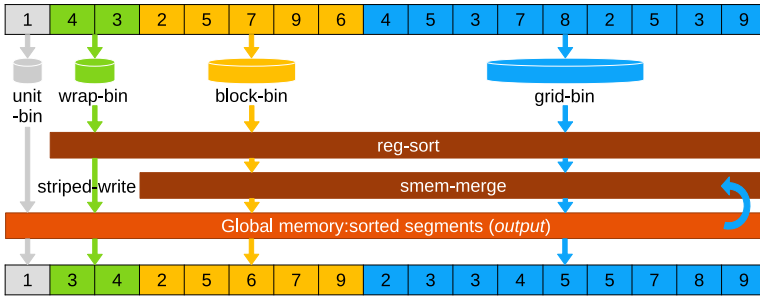 1 4 3 2 5 7 9 6 4 5 3 7 8 2 5 3 9
unit
-bin
wrap-bin
block-bin
grid-bin
reg-sort
striped-write
smem-merge
Global memory:sorted segments (output)
1 3 4 2 5 6 7 9 2 3 3 4 5 5 7 8 9